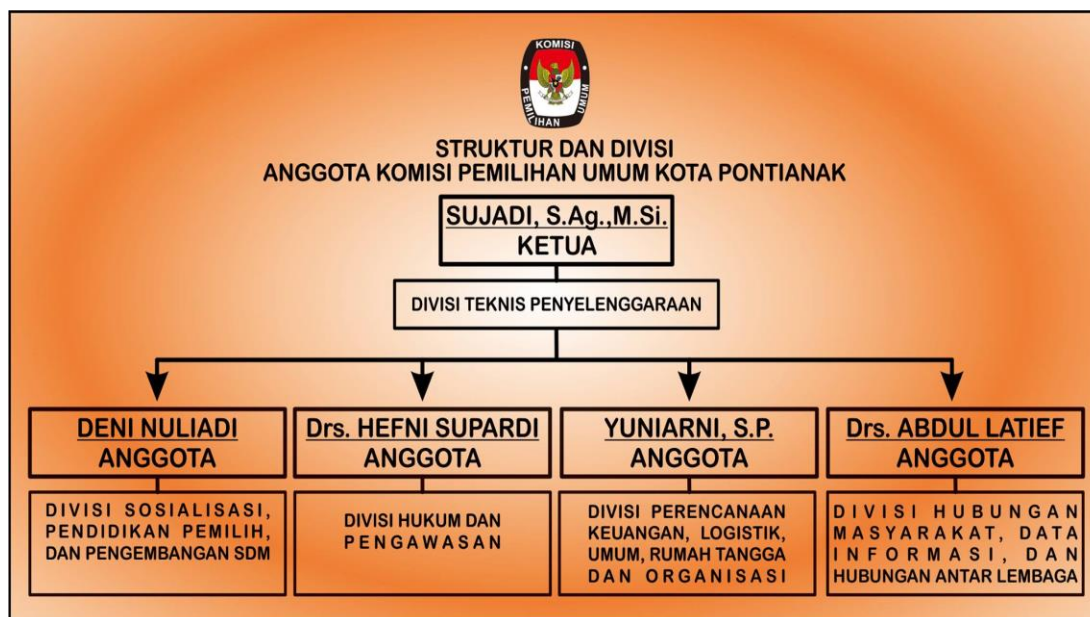 KOMISI
PEMILIHAN UMUM
STRUKTUR DAN DIVISI
ANGGOTA KOMISI PEMILIHAN UMUM KOTA PONTIANAK
SUJADI, S.Ag.,M.Si.
KETUA
DIVISI TEKNIS PENYELENGGARAAN
DENI NULIADI
ANGGOTA
DIVISI SOSIALISASI,
PENDIDIKAN PEMILIH,
DAN PENGEMBANGAN SDM
Drs. HEFNI SUPARDI
ANGGOTA
DIVISI HUKUM DAN
PENGAWASAN
YUNIARNI, S.P.
ANGGOTA
DIVISI PERENCANAAN
KEUANGAN, LOGISTIK,
UMUM, RUMAH TANGGA
DAN ORGANISASI
Drs. ABDUL LATIEF
ANGGOTA
DIVISI HUBUNGAN
MASYARAKAT, DATA
INFORMASI, DAN
HUBUNGAN ANTAR LEMBAGA